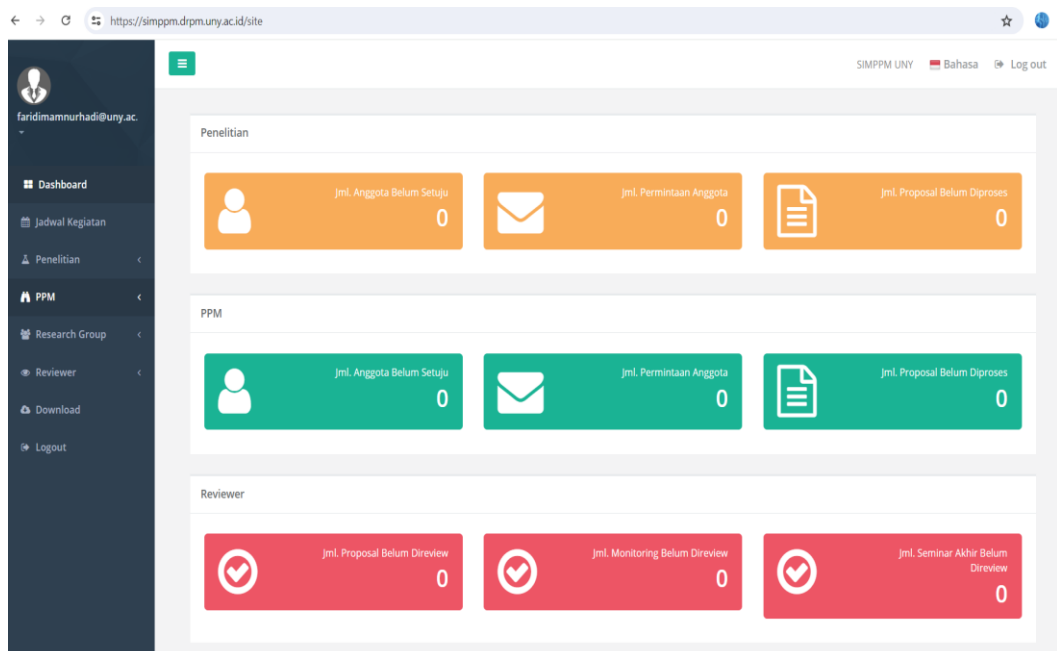 https://simppm.drpm.uny.ac.id/site
faridimamnurhadi@uny.ac.
SIMPPM UNY Bahasa Log out
Dashboard
Jadwal Kegiatan
Penelitian
PPM
Research Group
Reviewer
Download
Logout
Penelitian
Jml. Anggota Belum Setuju
0
Jml. Permintaan Anggota
0
Jml. Proposal Belum Diproses
0
PPM
Jml. Anggota Belum Setuju
0
Jml. Permintaan Anggota
0
Jml. Proposal Belum Diproses
0
Reviewer
Jml. Proposal Belum Direview
0
Jml. Monitoring Belum Direview
0
Jml. Seminar Akhir Belum
Direview
0